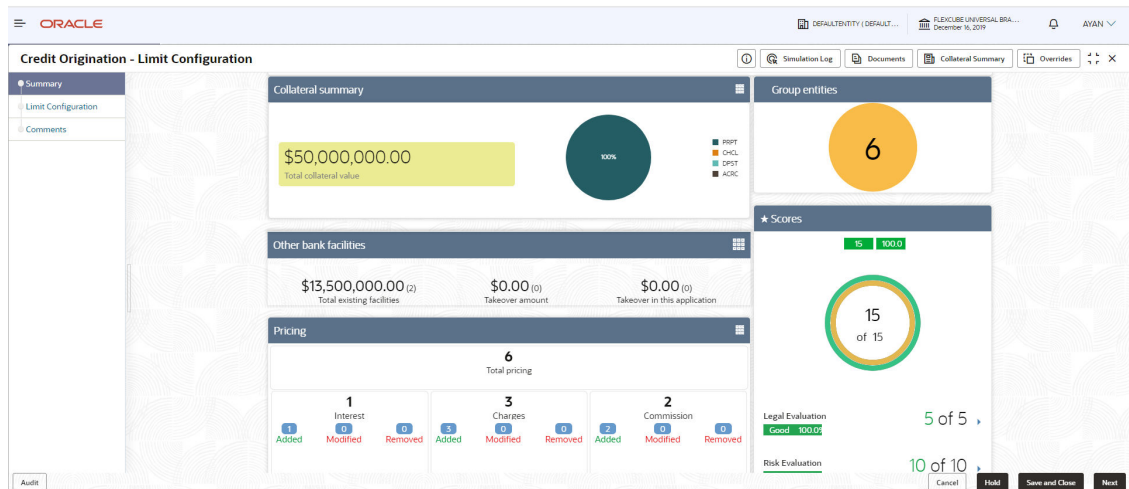 ORACLE
DEFAULTENTITY ( DEFAULT...
FLEXCUBE UNIVERSAL BRA...
December 16, 2019
AYAN
Credit Origination - Limit Configuration
Simulation Log
Documents
Collateral Summary
Overrides
Summary
Limit Configuration
Comments
Collateral summary
$50,000,000.00
Total collateral value
100%
PRPT
CHCL
DPST
ACRC
Group entities
6
Other bank facilities
$13,500,000.00 (2)
Total existing facilities
$0.00 (0)
Takeover amount
$0.00 (0)
Takeover in this application
Pricing
6
Total pricing
1
Interest
1 0 0
Added Modified Removed
3
Charges
3 0 0
Added Modified Removed
2
Commission
2 0 0
Added Modified Removed
★ Scores
15 100.0
15
of 15
Legal Evaluation
Good 100.0%
5 of 5
Risk Evaluation
10 of 10
Audit
Cancel
Hold
Save and Close
Next